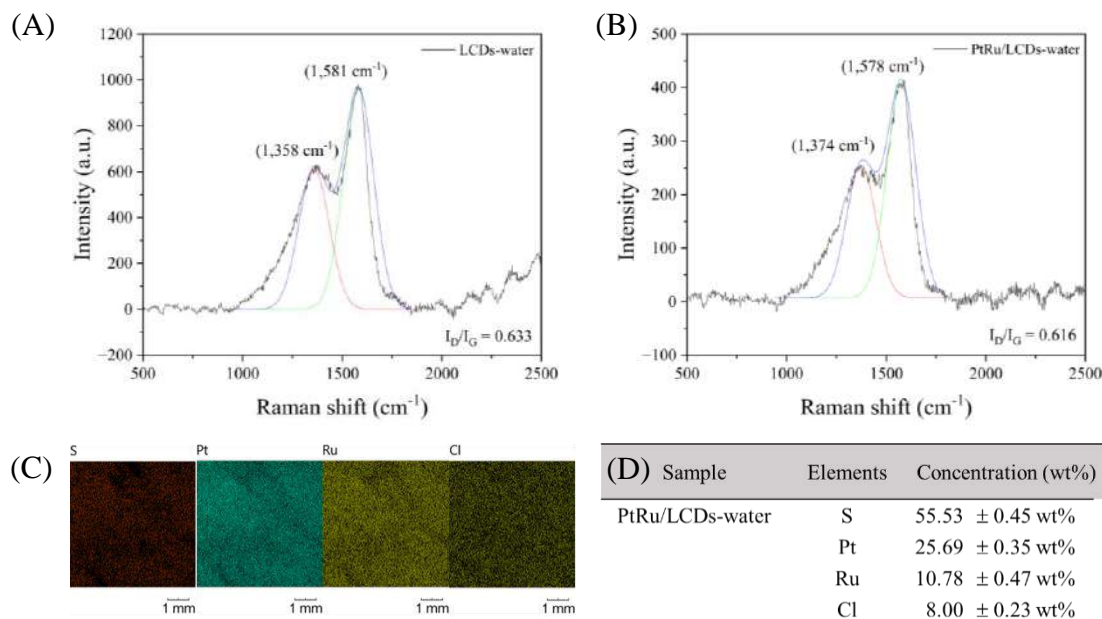 (A)
1200
1000
800
600
400
200
0
−200
Intensity (a.u.)
LCDs-water
(1,581 cm-1)
(1,358 cm-1)
ID/IG = 0.633
500 1000 1500 2000 2500
Raman shift (cm-1)
(B)
500
400
300
200
100
0
−100
Intensity (a.u.)
PtRu/LCDs-water
(1,578 cm-1)
(1,374 cm-1)
ID/IG = 0.616
500 1000 1500 2000 2500
Raman shift (cm-1)
(C)
S Pt Ru Cl
1 mm 1 mm 1 mm 1 mm
(D)
Sample Elements Concentration (wt%)
PtRu/LCDs-water S 55.53 ± 0.45 wt%
Pt 25.69 ± 0.35 wt%
Ru 10.78 ± 0.47 wt%
Cl 8.00 ± 0.23 wt%